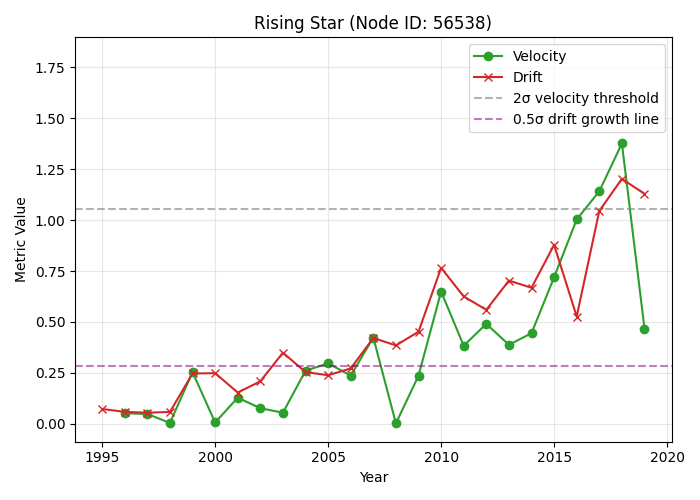 Rising Star (Node ID: 56538)
Velocity
Drift
2σ velocity threshold
0.5σ drift growth line
Metric Value
1.75
1.50
1.25
1.00
0.75
0.50
0.25
0.00
1995
2000
2005
2010
2015
2020
Year